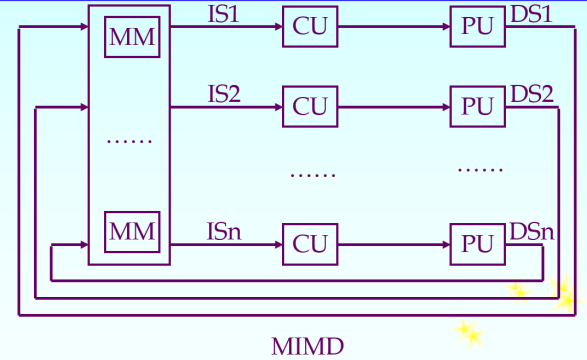 IS1 DS1
MM CU PU
IS2 DS2
CU PU
……
…… ……
ISn DSn
MM CU PU
MIMD